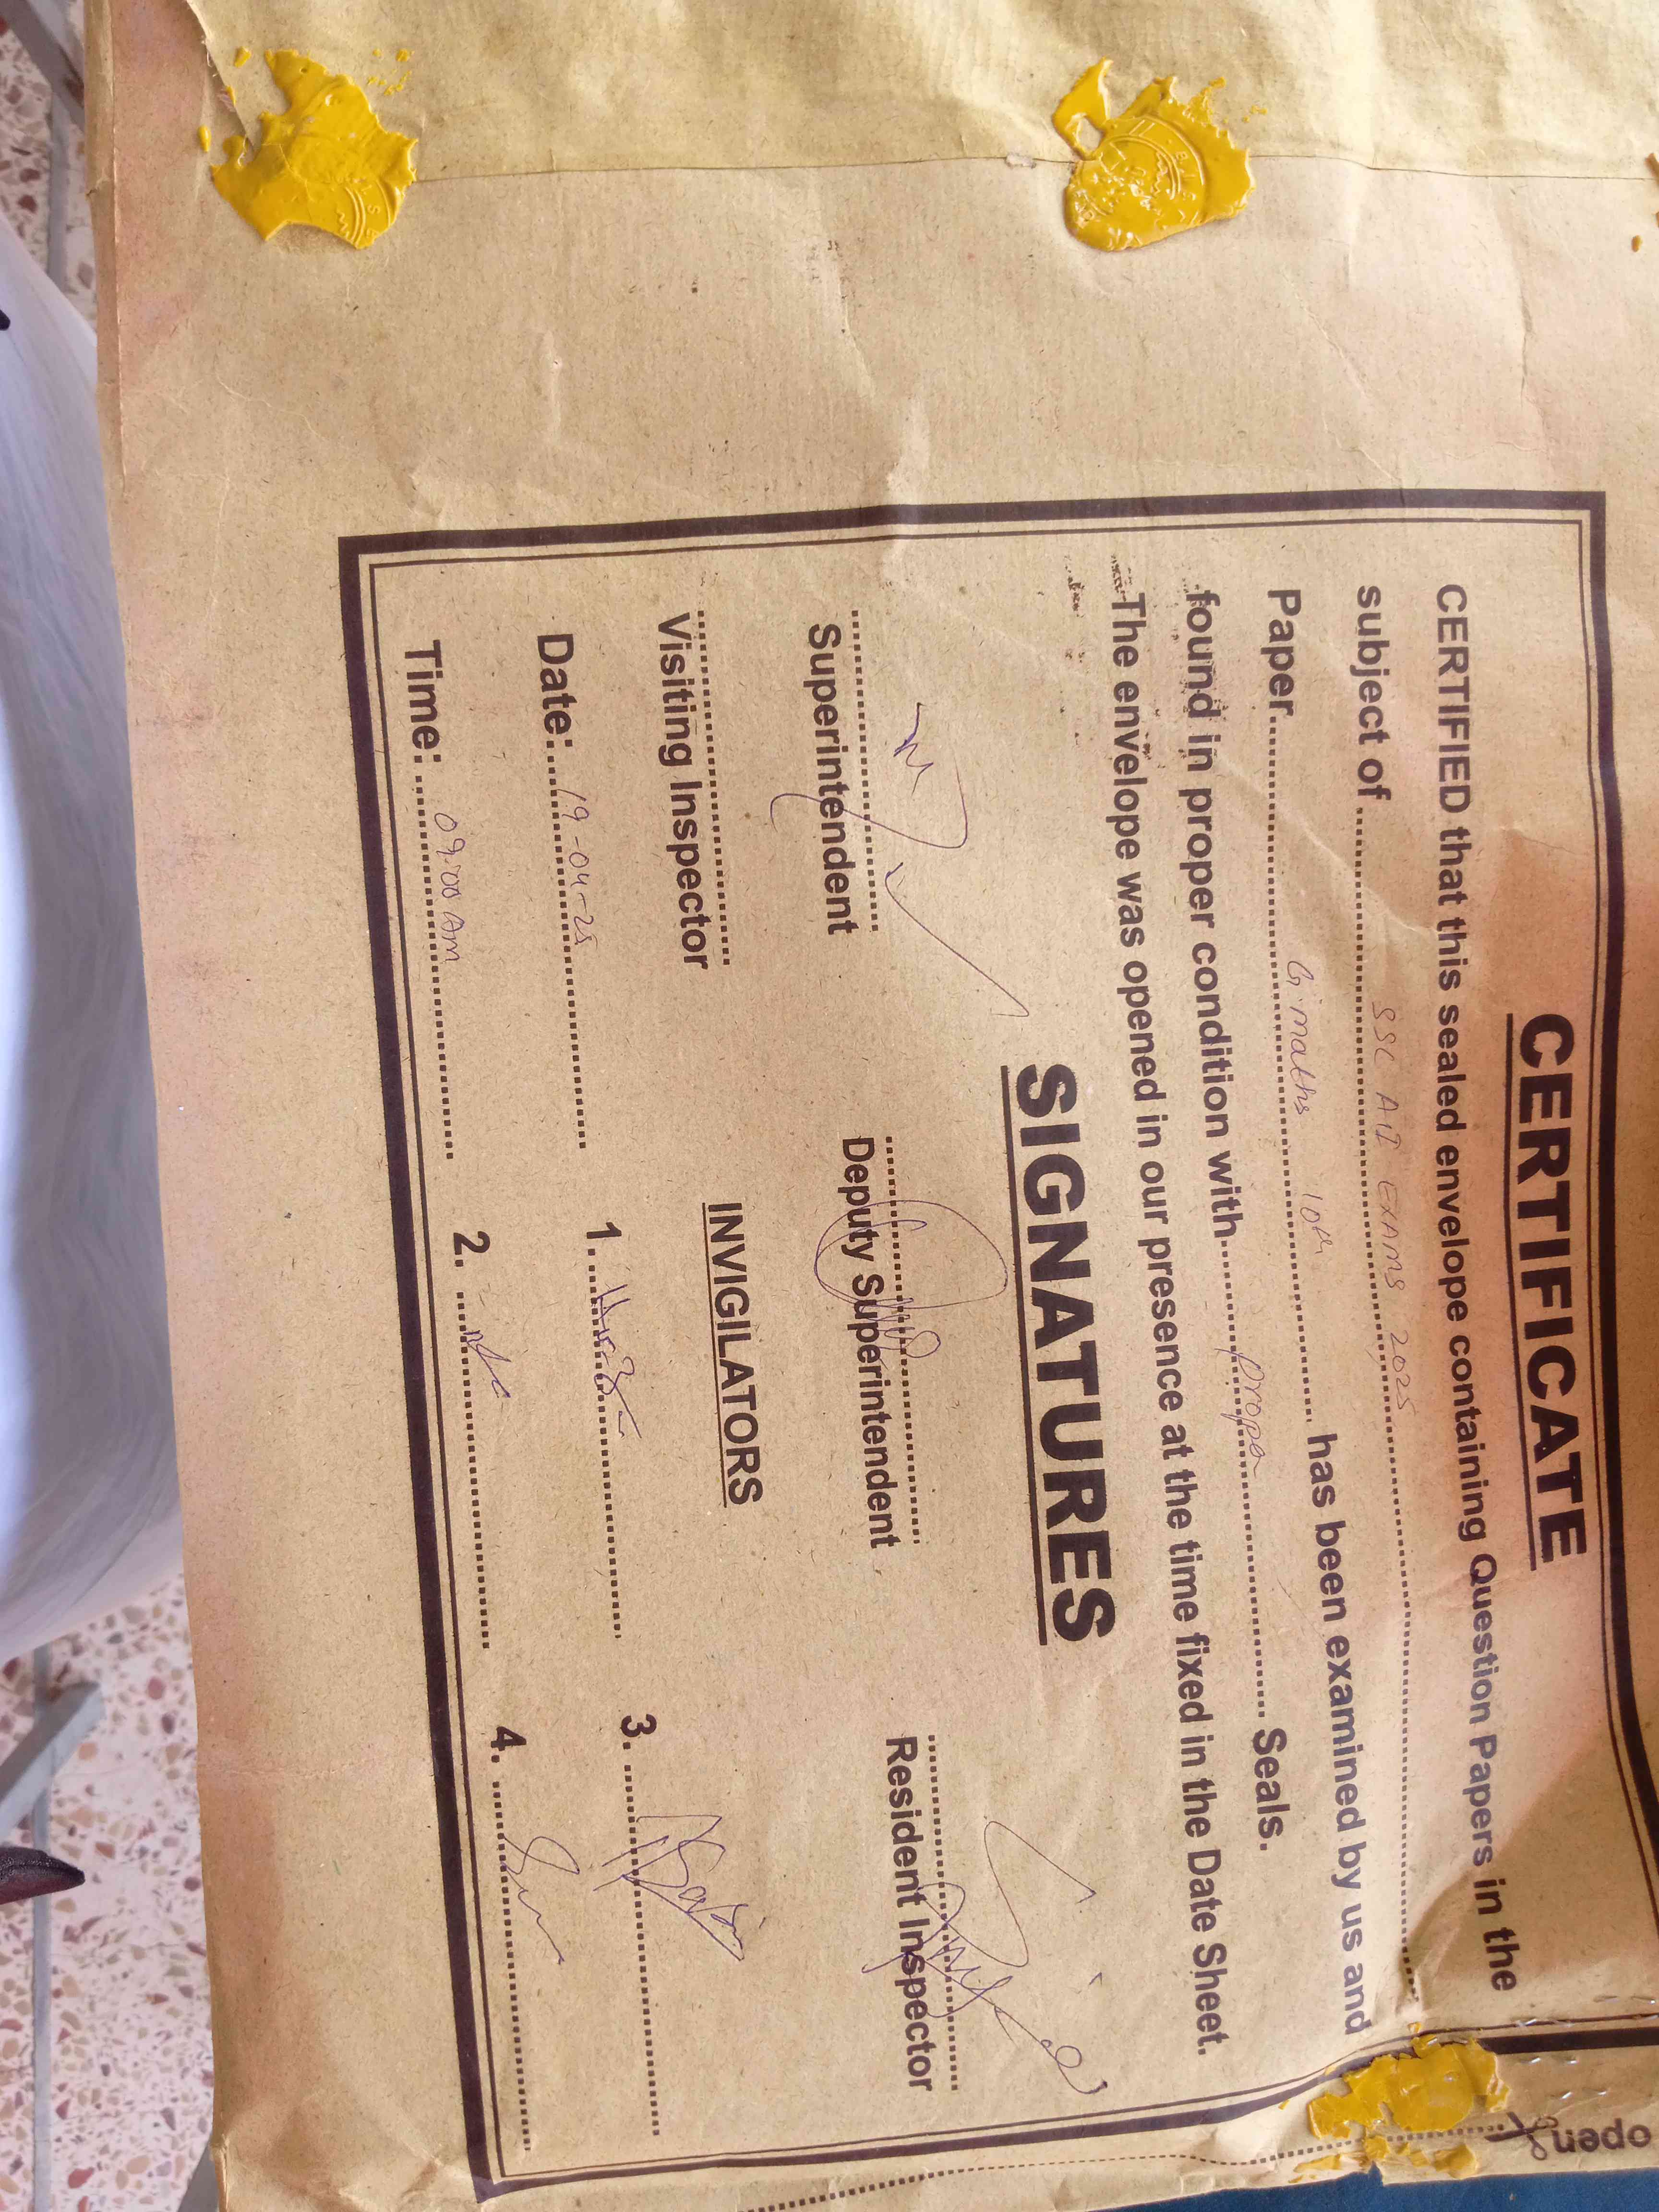 CERTIFICATE
CERTIFIED that this sealed envelope containing Question Papers in the
subject of SSC A-I EXAMS 2025
Paper G.maths 10th has been examined by us and
found in proper condition with proper Seals.
The envelope was opened in our presence at the time fixed in the Date Sheet.
SIGNATURES
Superintendent Deputy Superintendent Resident Inspector
Visiting Inspector INVIGILATORS
Date: 19-04-25 1. 3.
Time: 09:00 AM 2. 4.
open